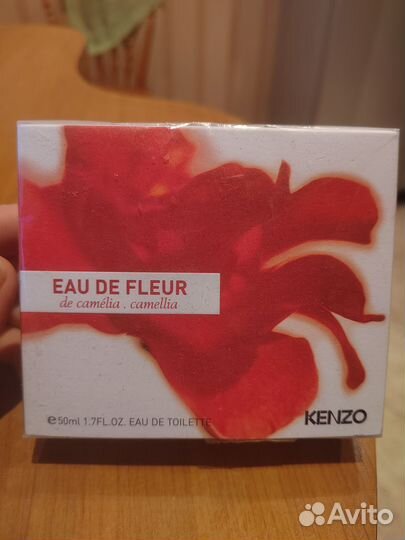 EAU DE FLEUR
de camélia . camellia
℮50ml 1.7FL.OZ. EAU DE TOILETTE
KENZO
Avito